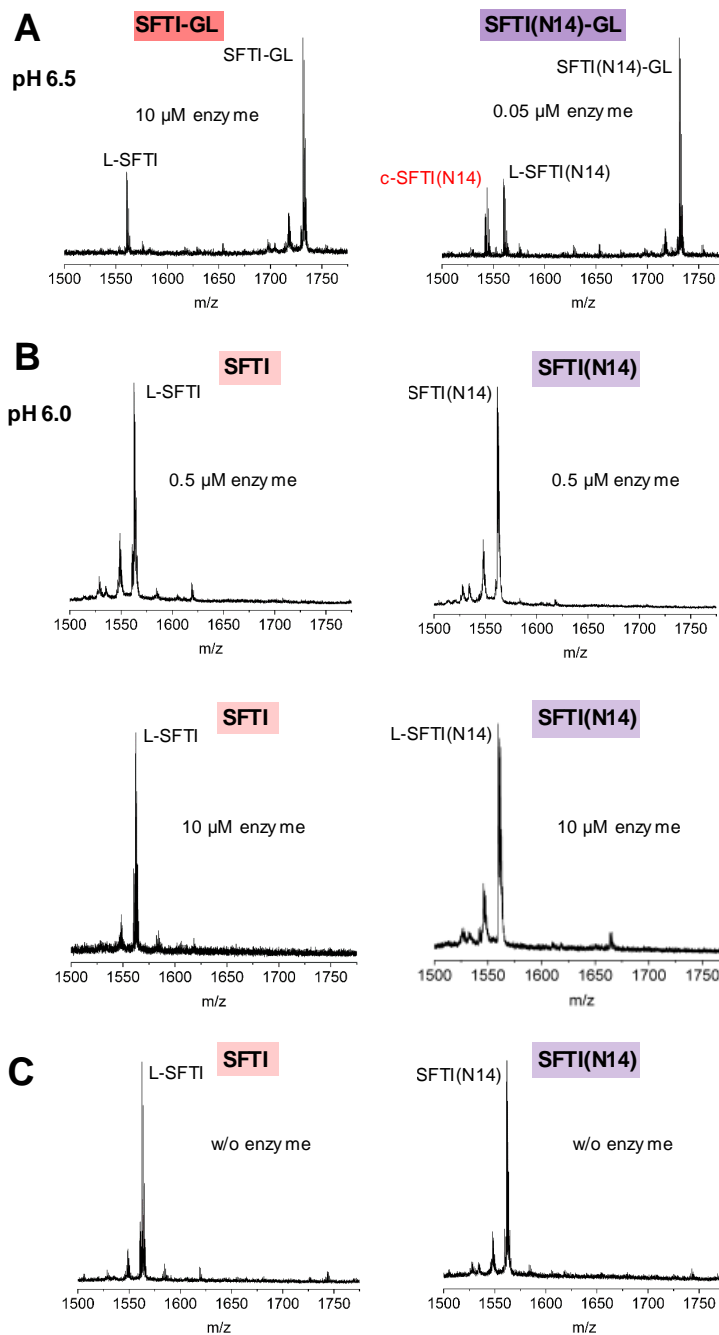 A
SFTI-GL
SFTI(N14)-GL
pH 6.5
SFTI-GL
10 µM enzyme
L-SFTI
SFTI(N14)-GL
0.05 µM enzyme
c-SFTI(N14)
L-SFTI(N14)
1500 1550 1600 1650 1700 1750
m/z
1500 1550 1600 1650 1700 1750
m/z
B
SFTI
SFTI(N14)
pH 6.0
L-SFTI
0.5 µM enzyme
SFTI(N14)
0.5 µM enzyme
1500 1550 1600 1650 1700 1750
m/z
1500 1550 1600 1650 1700 1750
m/z
SFTI
SFTI(N14)
L-SFTI
10 µM enzyme
L-SFTI(N14)
10 µM enzyme
1500 1550 1600 1650 1700 1750
m/z
1500 1550 1600 1650 1700 1750
m/z
C
SFTI
SFTI(N14)
L-SFTI
w/o enzyme
SFTI(N14)
w/o enzyme
1500 1550 1600 1650 1700 1750
m/z
1500 1550 1600 1650 1700 1750
m/z